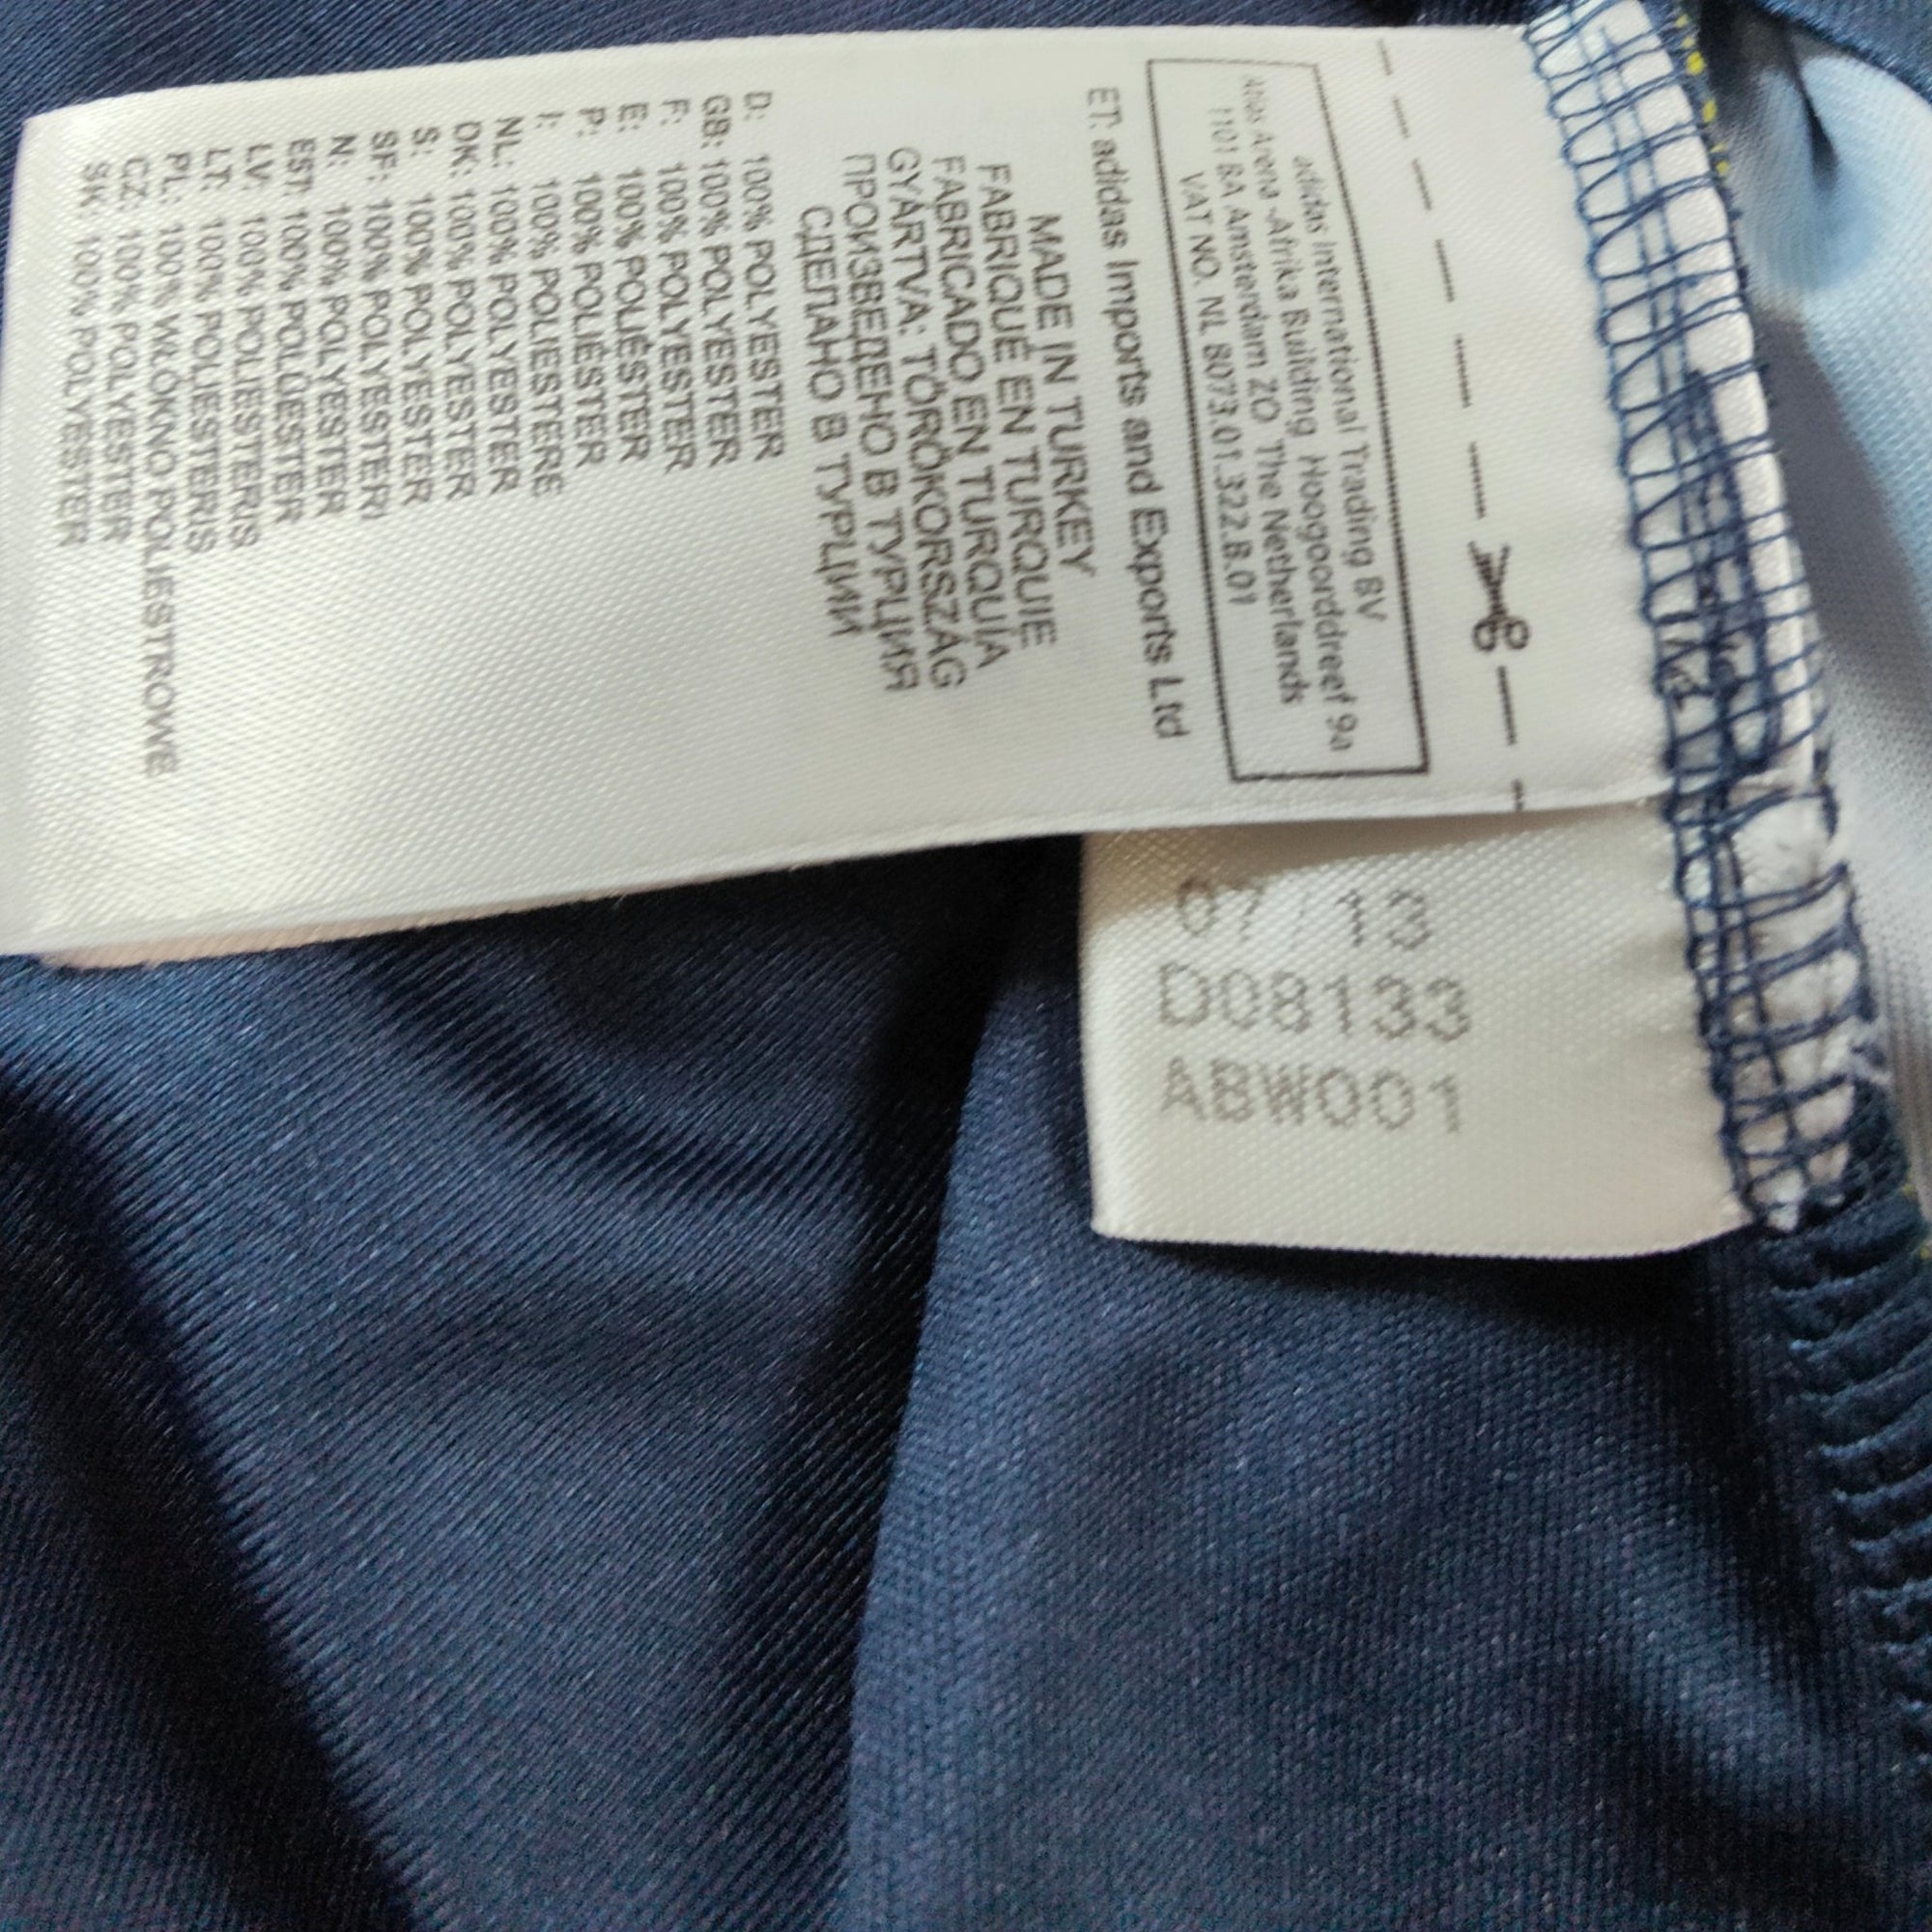 adidas International Trading BV
Atlas Arena -Afrika Building Hoogoorddreef 9a
1101 BA Amsterdam ZO The Netherlands
VAT NO. NL 8073.01.322.B.01
ET: adidas Imports and Exports Ltd
MADE IN TURKEY
FABRIQUÉ EN TURQUIE
FABRICADO EN TURQUÍA
GYÁRTVA: TÖRÖKORSZÁG
ПРОИЗВЕДЕНО В ТУРЦИЯ
СДЕЛАНО В ТУРЦИИ
D: 100% POLYESTER
GB: 100% POLYESTER
F: 100% POLYESTER
E: 100% POLIÉSTER
P: 100% POLIÉSTER
I: 100% POLIESTERE
NL: 100% POLYESTER
DK: 100% POLYESTER
S: 100% POLYESTER
SF: 100% POLYESTERI
N: 100% POLYESTER
EST: 100% POLÜESTER
LV: 100% POLIESTERIS
LT: 100% POLIESTERIS
PL: 100% WŁÓKNO POLIESTROWE
CZ: 100% POLYESTER
SK: 100% POLYESTER
07/13
D08133
ABW001